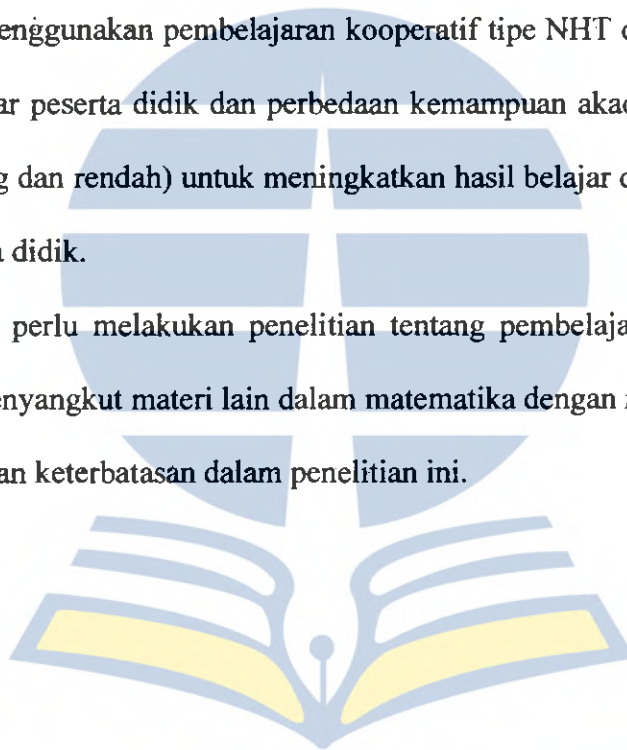 enggunakan pembelajaran kooperatif tipe NHT
ar peserta didik dan perbedaan kemampuan akad
g dan rendah) untuk meningkatkan hasil belajar
didik.
perlu melakukan penelitian tentang pembelaja
enyangkut materi lain dalam matematika dengan
an keterbatasan dalam penelitian ini.